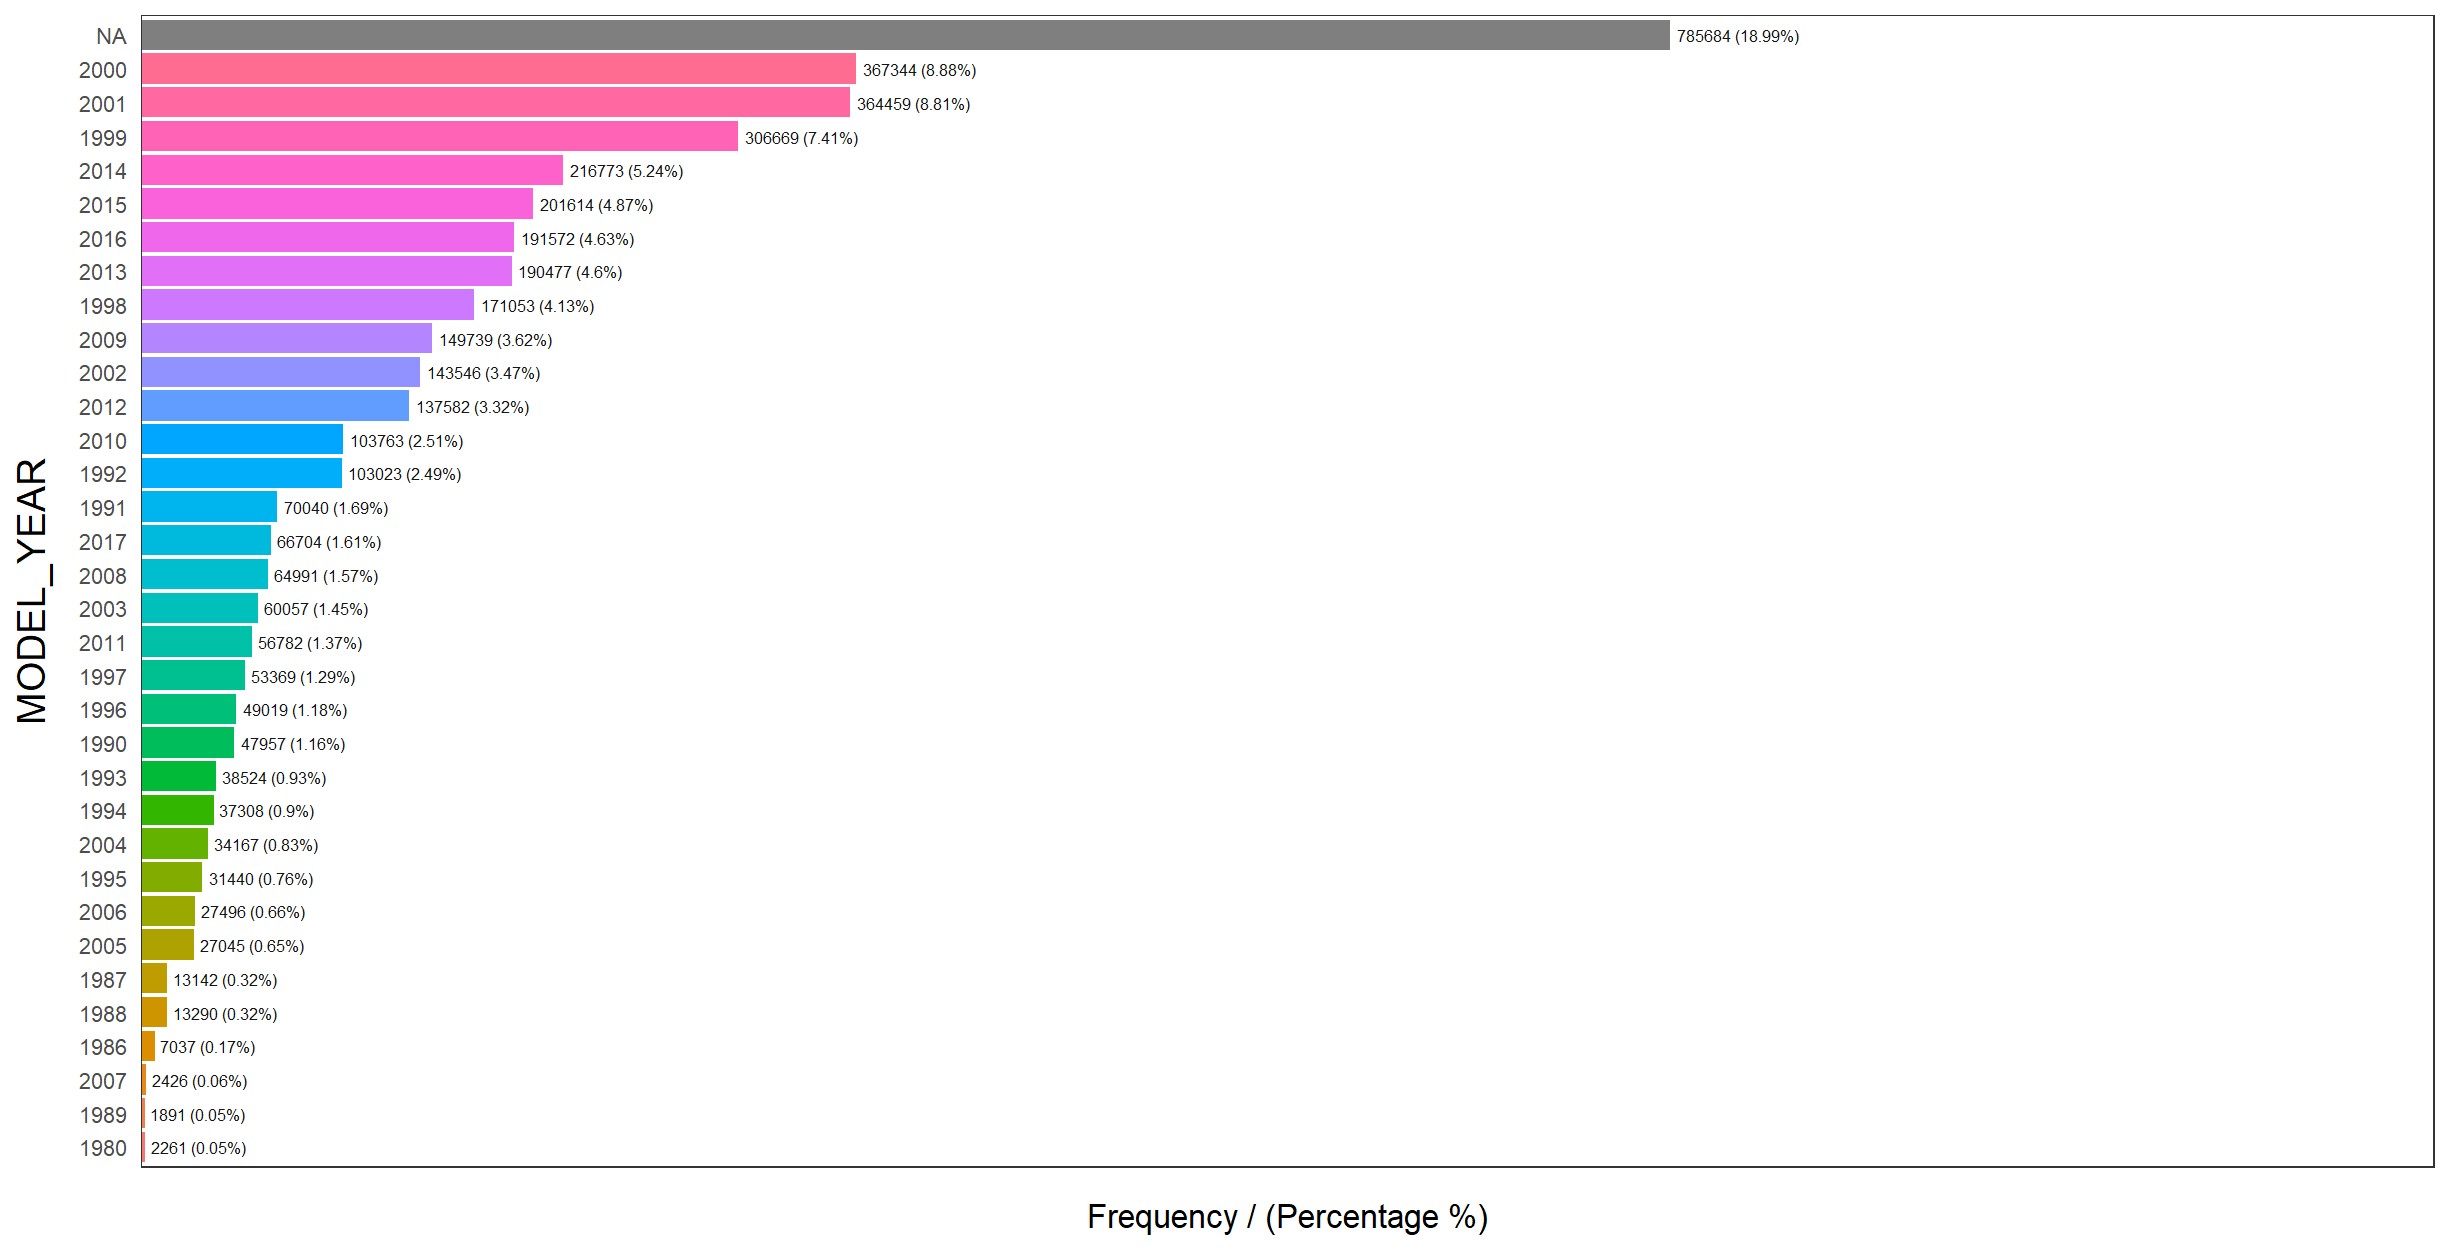 NA 785684 (18.99%)
2000 367344 (8.88%)
2001 364459 (8.81%)
1999 306669 (7.41%)
2014 216773 (5.24%)
2015 201614 (4.87%)
2016 191572 (4.63%)
2013 190477 (4.6%)
1998 171053 (4.13%)
2009 149739 (3.62%)
2002 143546 (3.47%)
2012 137582 (3.32%)
2010 103763 (2.51%)
1992 103023 (2.49%)
1991 70040 (1.69%)
2017 66704 (1.61%)
2008 64991 (1.57%)
2003 60057 (1.45%)
2011 56782 (1.37%)
1997 53369 (1.29%)
1996 49019 (1.18%)
1990 47957 (1.16%)
1993 38524 (0.93%)
1994 37308 (0.9%)
2004 34167 (0.83%)
1995 31440 (0.76%)
2006 27496 (0.66%)
2005 27045 (0.65%)
1987 13142 (0.32%)
1988 13290 (0.32%)
1986 7037 (0.17%)
2007 2426 (0.06%)
1989 1891 (0.05%)
1980 2261 (0.05%)
MODEL_YEAR
Frequency / (Percentage %)